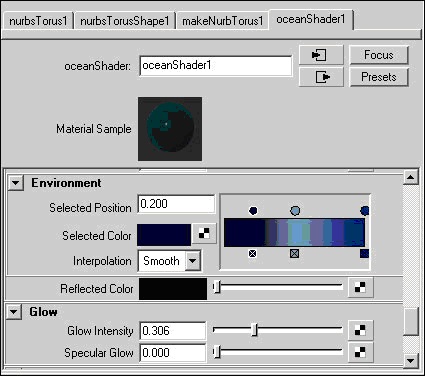 nurbsTorus1 nurbsTorusShape1 makeNurbTorus1 oceanShader1
oceanShader: oceanShader1 Focus
Presets
Material Sample
Environment
Selected Position 0.200
Selected Color
Interpolation Smooth
Reflected Color
Glow
Glow Intensity 0.306
Specular Glow 0.000